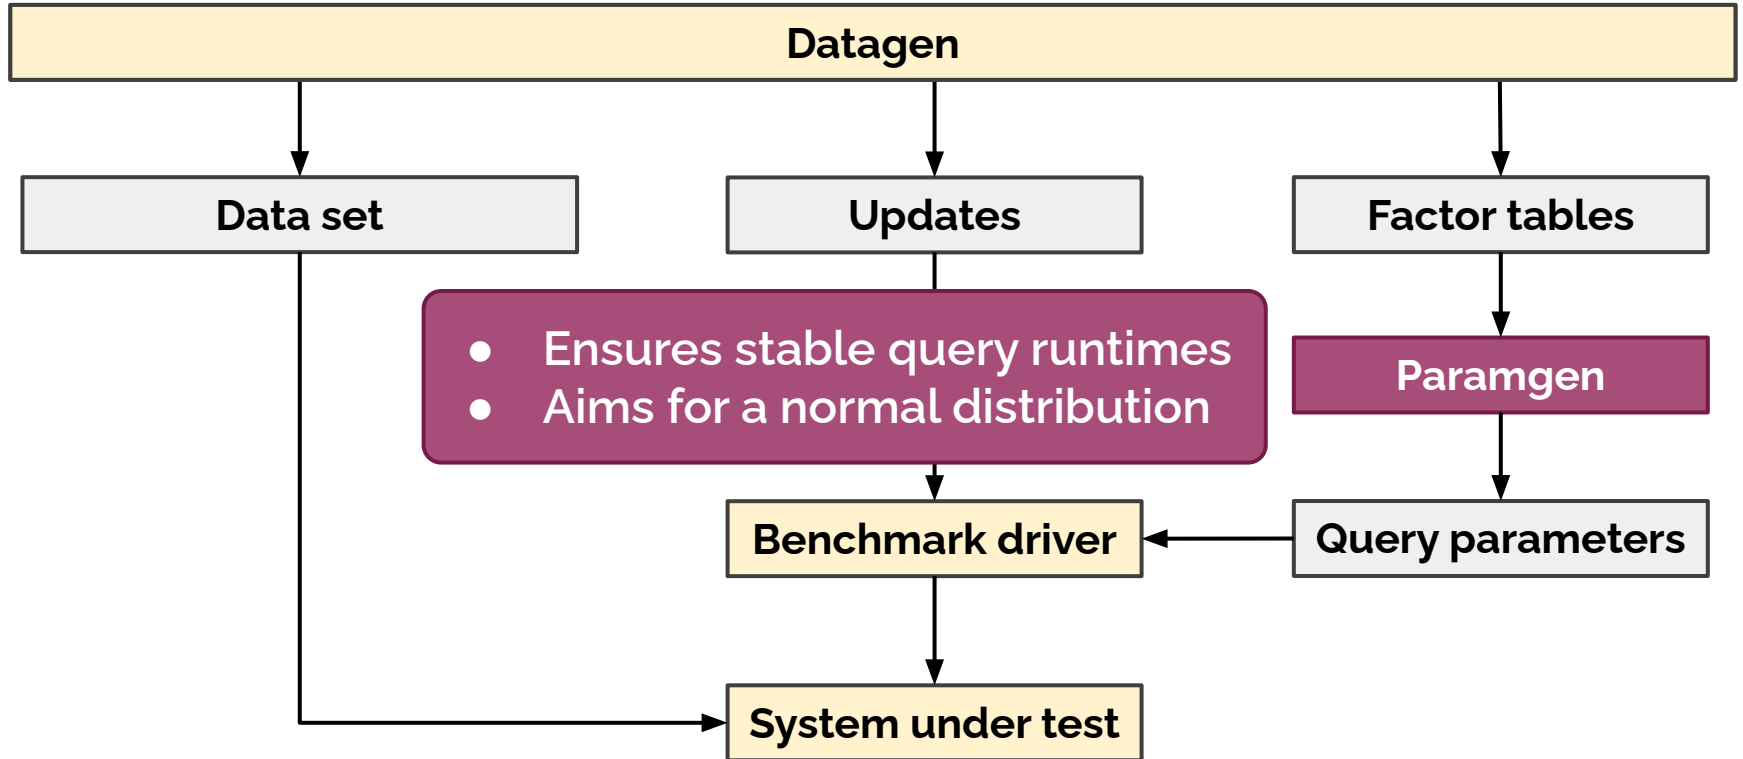 Datagen
Data set
Updates
Factor tables
● Ensures stable query runtimes
● Aims for a normal distribution
Paramgen
Benchmark driver
Query parameters
System under test